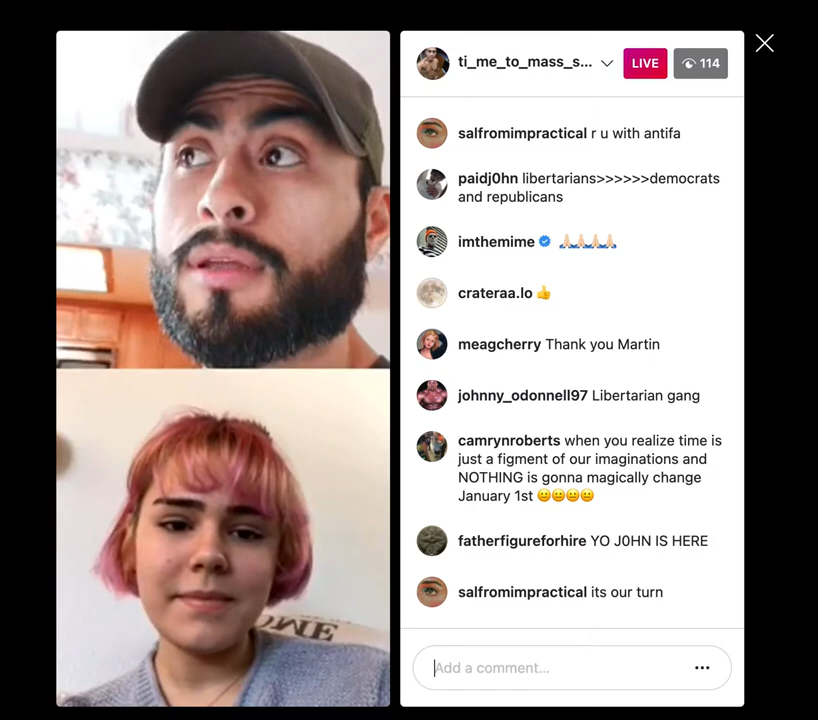 ti_me_to_mass_s...
LIVE
114
salfromimpractical r u with antifa
paidj0hn libertarians>>>>>>democrats
and republicans
imthemime 🙏🏻🙏🏻🙏🏻🙏🏻
crateraa.lo 👍
meagcherry Thank you Martin
johnny_odonnell97 Libertarian gang
camrynroberts when you realize time is
just a figment of our imaginations and
NOTHING is gonna magically change
January 1st 😐😐😐😐
fatherfigureforhire YO J0HN IS HERE
salfromimpractical its our turn
Add a comment...